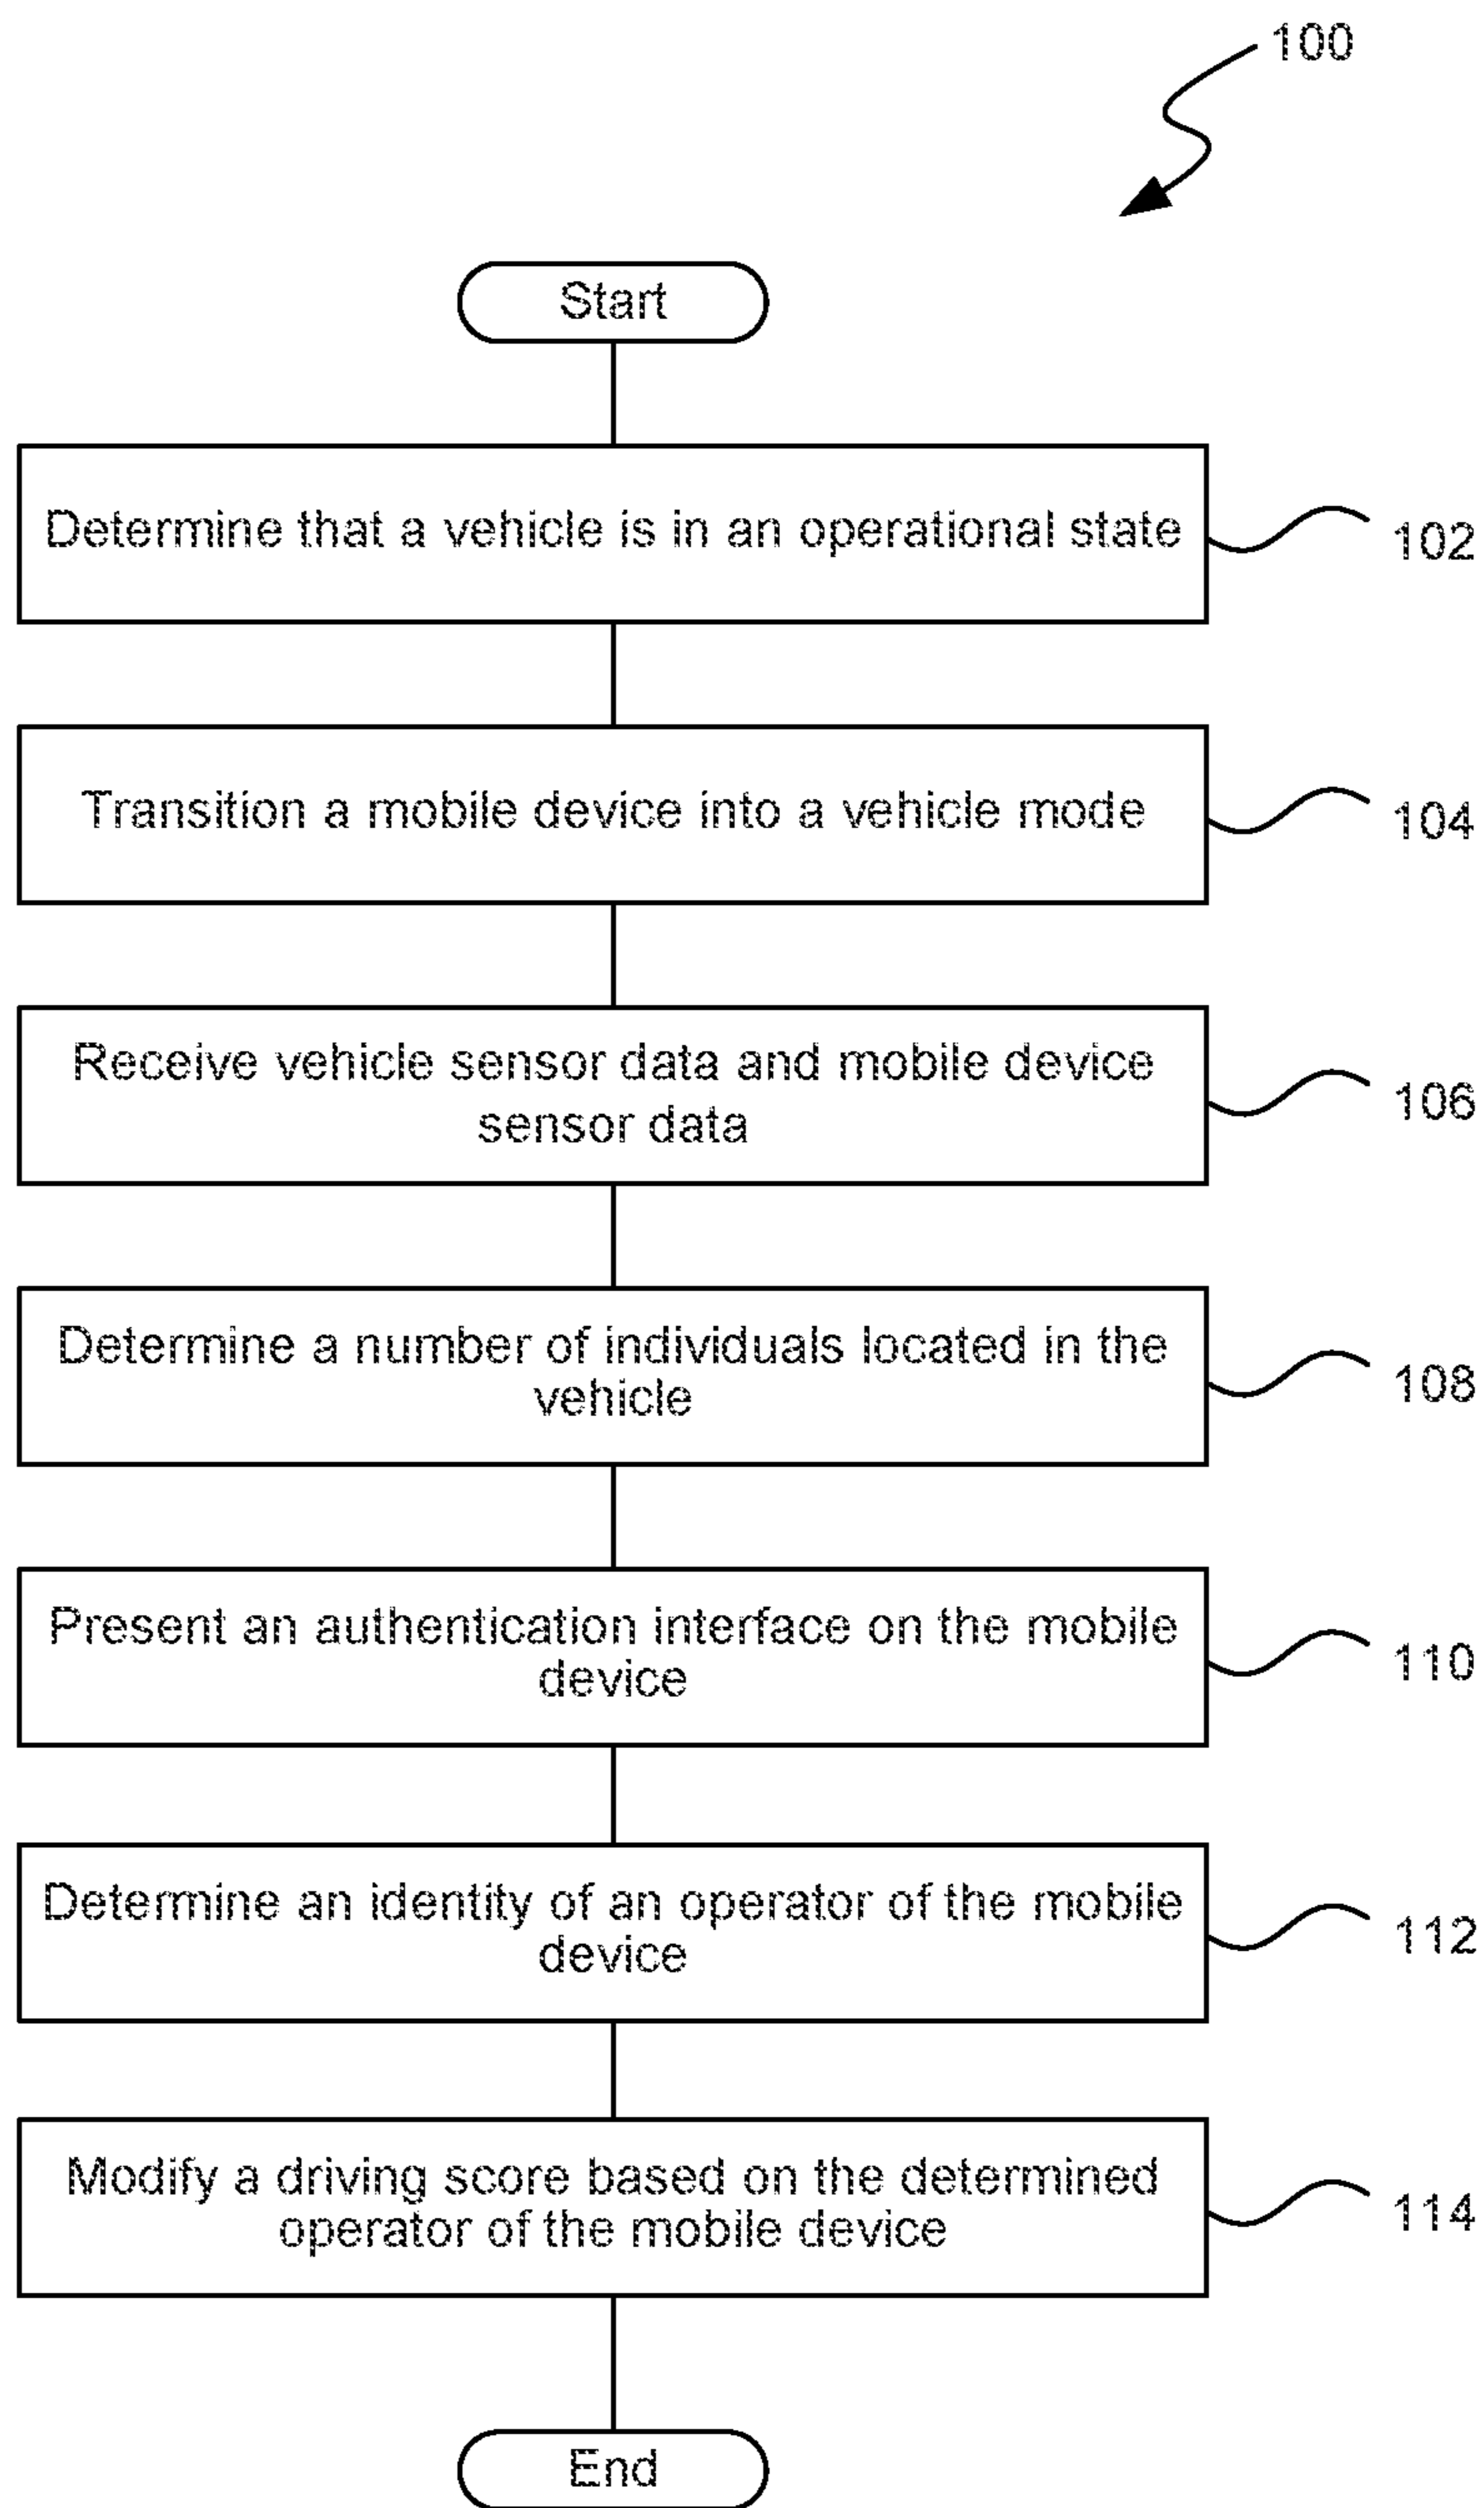 100
Start
Determine that a vehicle is in an operational state
102
Transition a mobile device into a vehicle mode
104
Receive vehicle sensor data and mobile device
sensor data
106
Determine a number of individuals located in the
vehicle
108
Present an authentication interface on the mobile
device
110
Determine an identity of an operator of the mobile
device
112
Modify a driving score based on the determined
operator of the mobile device
114
End